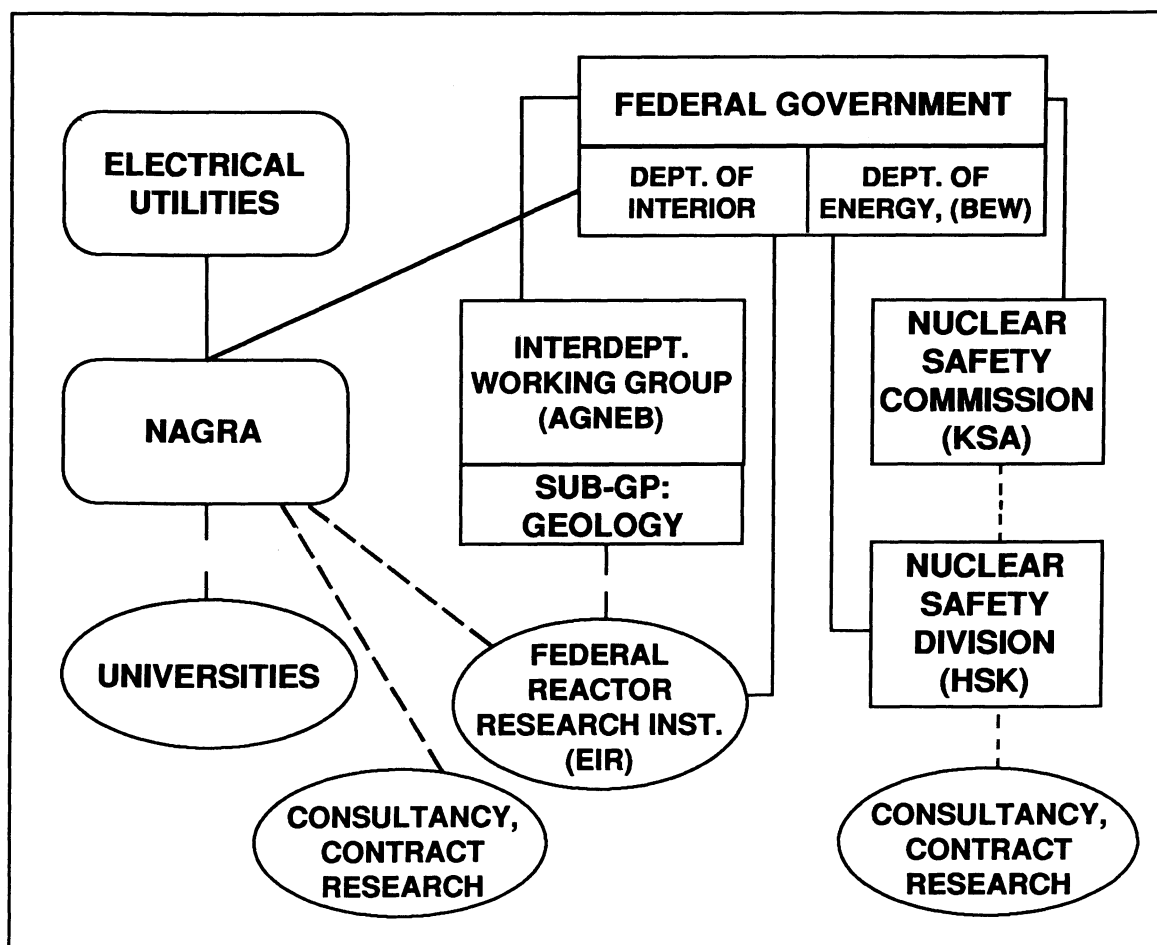 FEDERAL GOVERNMENT
DEPT. OF
INTERIOR
DEPT. OF
ENERGY, (BEW)
ELECTRICAL
UTILITIES
NAGRA
INTERDEPT.
WORKING GROUP
(AGNEB)
SUB-GP:
GEOLOGY
NUCLEAR
SAFETY
COMMISSION
(KSA)
NUCLEAR
SAFETY
DIVISION
(HSK)
UNIVERSITIES
FEDERAL
REACTOR
RESEARCH INST.
(EIR)
CONSULTANCY,
CONTRACT
RESEARCH
CONSULTANCY,
CONTRACT
RESEARCH